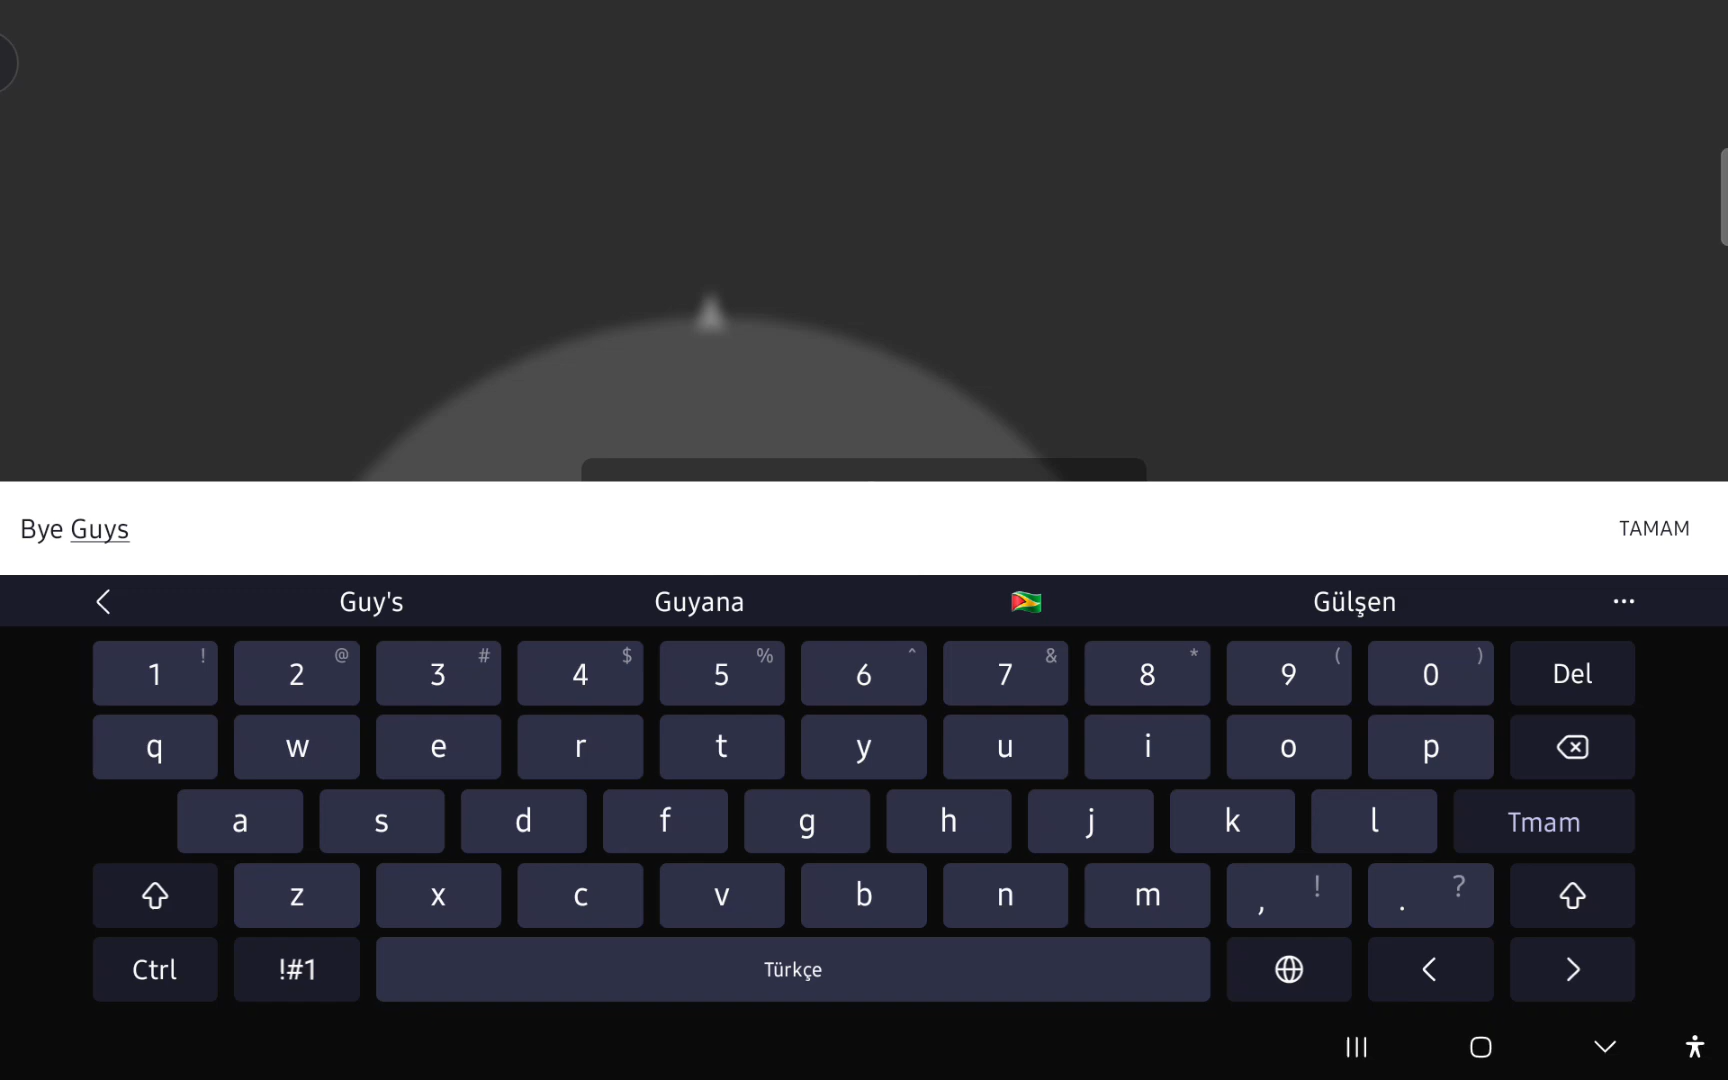 Bye Guys TAMAM
Guy's Guyana Gülşen ...
1 ! 2 @ 3 # 4 $ 5 % 6 ^ 7 & 8 * 9 ( 0 ) Del
q w e r t y u i o p
a s d f g h j k l Tmam
z x c v b n m , ! . ?
Ctrl !#1 Türkçe < >